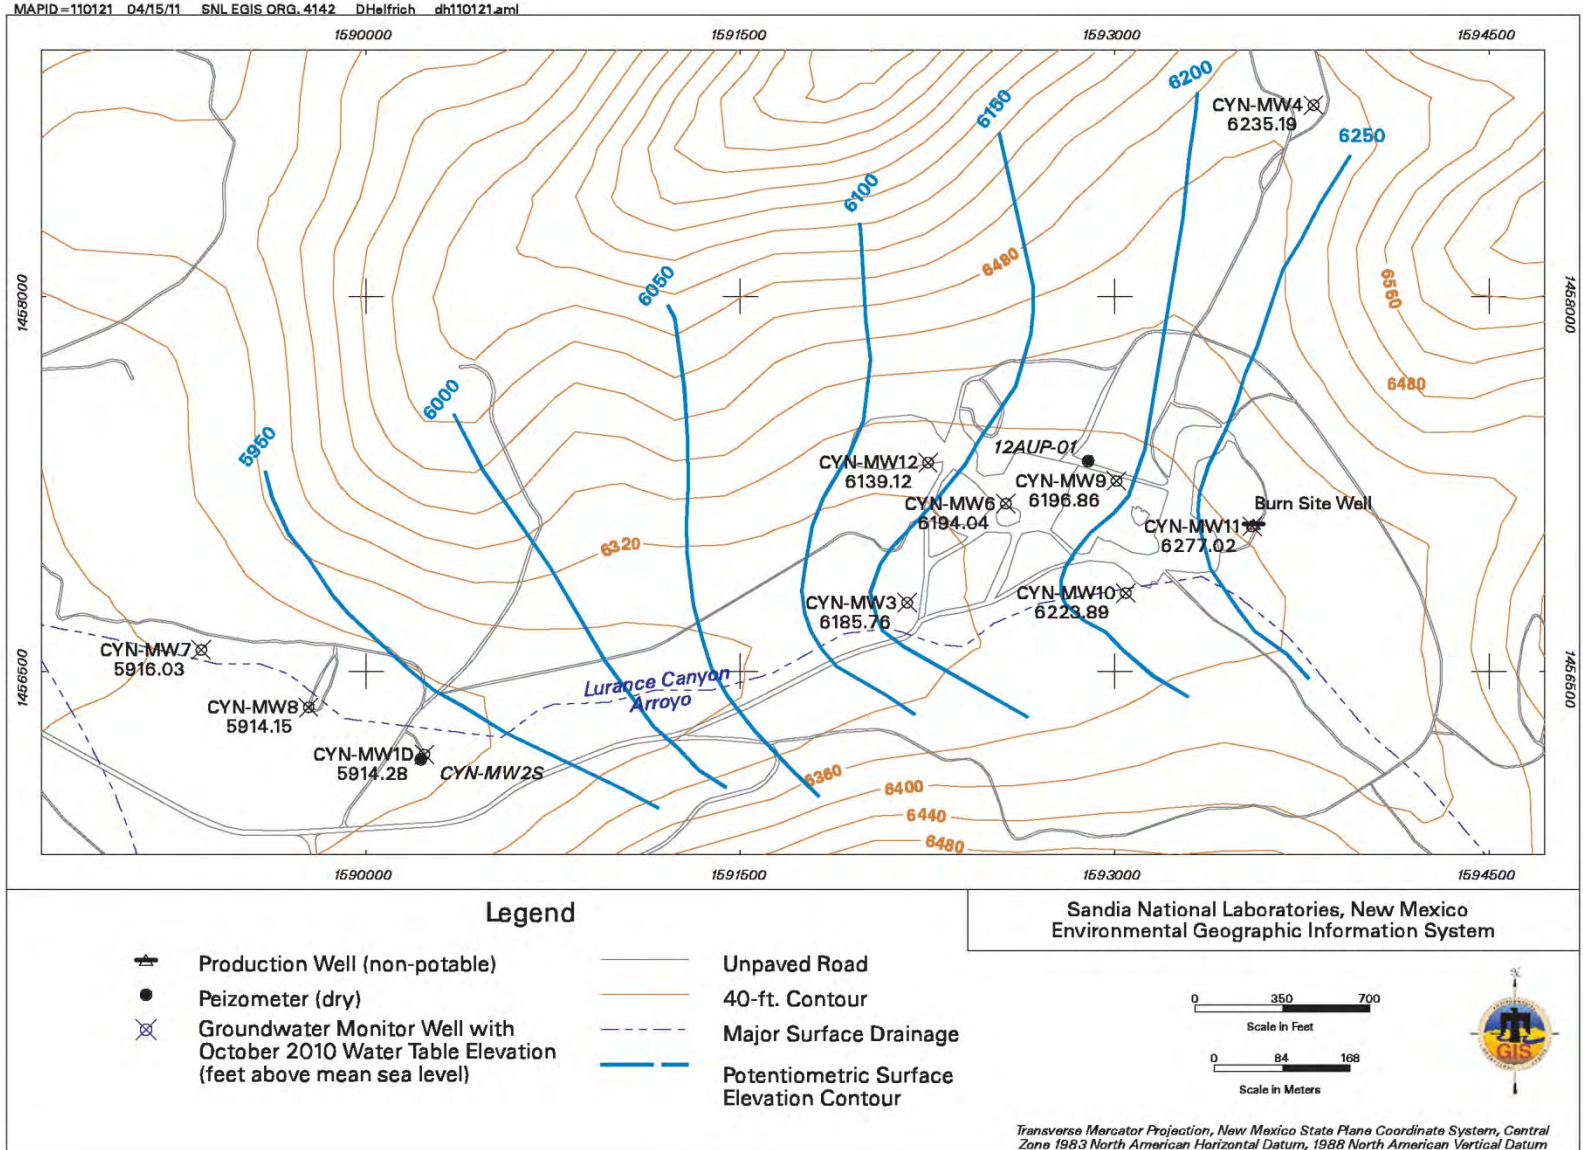 MAPID=110121 04/15/11 SNL EGIS ORG. 4142 DHelfrich dh110121.aml
1590000 1591500 1593000 1594500
6200
6150
CYN-MW4
6235.19
6250
6100
6480
6050
6560
1458000 1458000
6480
6000
5950
12AUP-01
CYN-MW12
6139.12
CYN-MW9
6196.86
CYN-MW6
6194.04
Burn Site Well
CYN-MW11
6277.02
6320
CYN-MW10
6223.89
CYN-MW3
6185.76
CYN-MW7
5916.03
1456500 1456500
Lurance Canyon
Arroyo
CYN-MW8
5914.15
CYN-MW1D
5914.28
CYN-MW2S
6360
6400
6440
6480
1590000 1591500 1593000 1594500
Legend
Production Well (non-potable)
Peizometer (dry)
Groundwater Monitor Well with
October 2010 Water Table Elevation
(feet above mean sea level)
Unpaved Road
40-ft. Contour
Major Surface Drainage
Potentiometric Surface
Elevation Contour
Sandia National Laboratories, New Mexico
Environmental Geographic Information System
0 350 700
Scale in Feet
0 84 168
Scale in Meters
GIS
Transverse Mercator Projection, New Mexico State Plane Coordinate System, Central
Zone 1983 North American Horizontal Datum, 1988 North American Vertical Datum